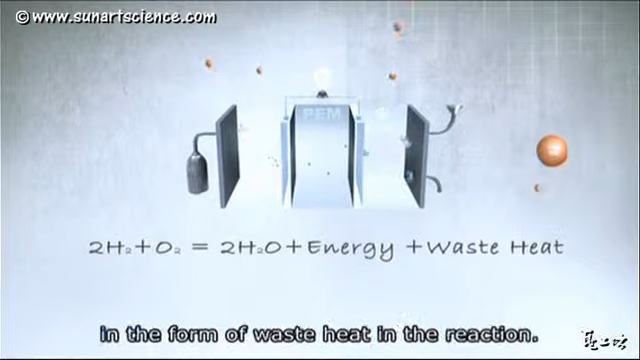 © www.sunartscience.com
PEM
2H₂+O₂ = 2H₂O+Energy +Waste Heat
in the form of waste heat in the reaction.